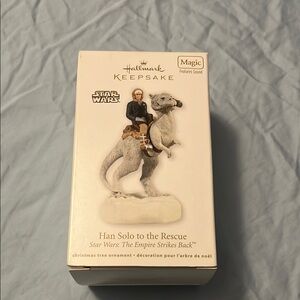 Hallmark
KEEPSAKE
Magic
Features Sound
STAR
WARS
Han Solo to the Rescue
Star Wars: The Empire Strikes Back™
christmas tree ornament • décoration pour l'arbre de noël